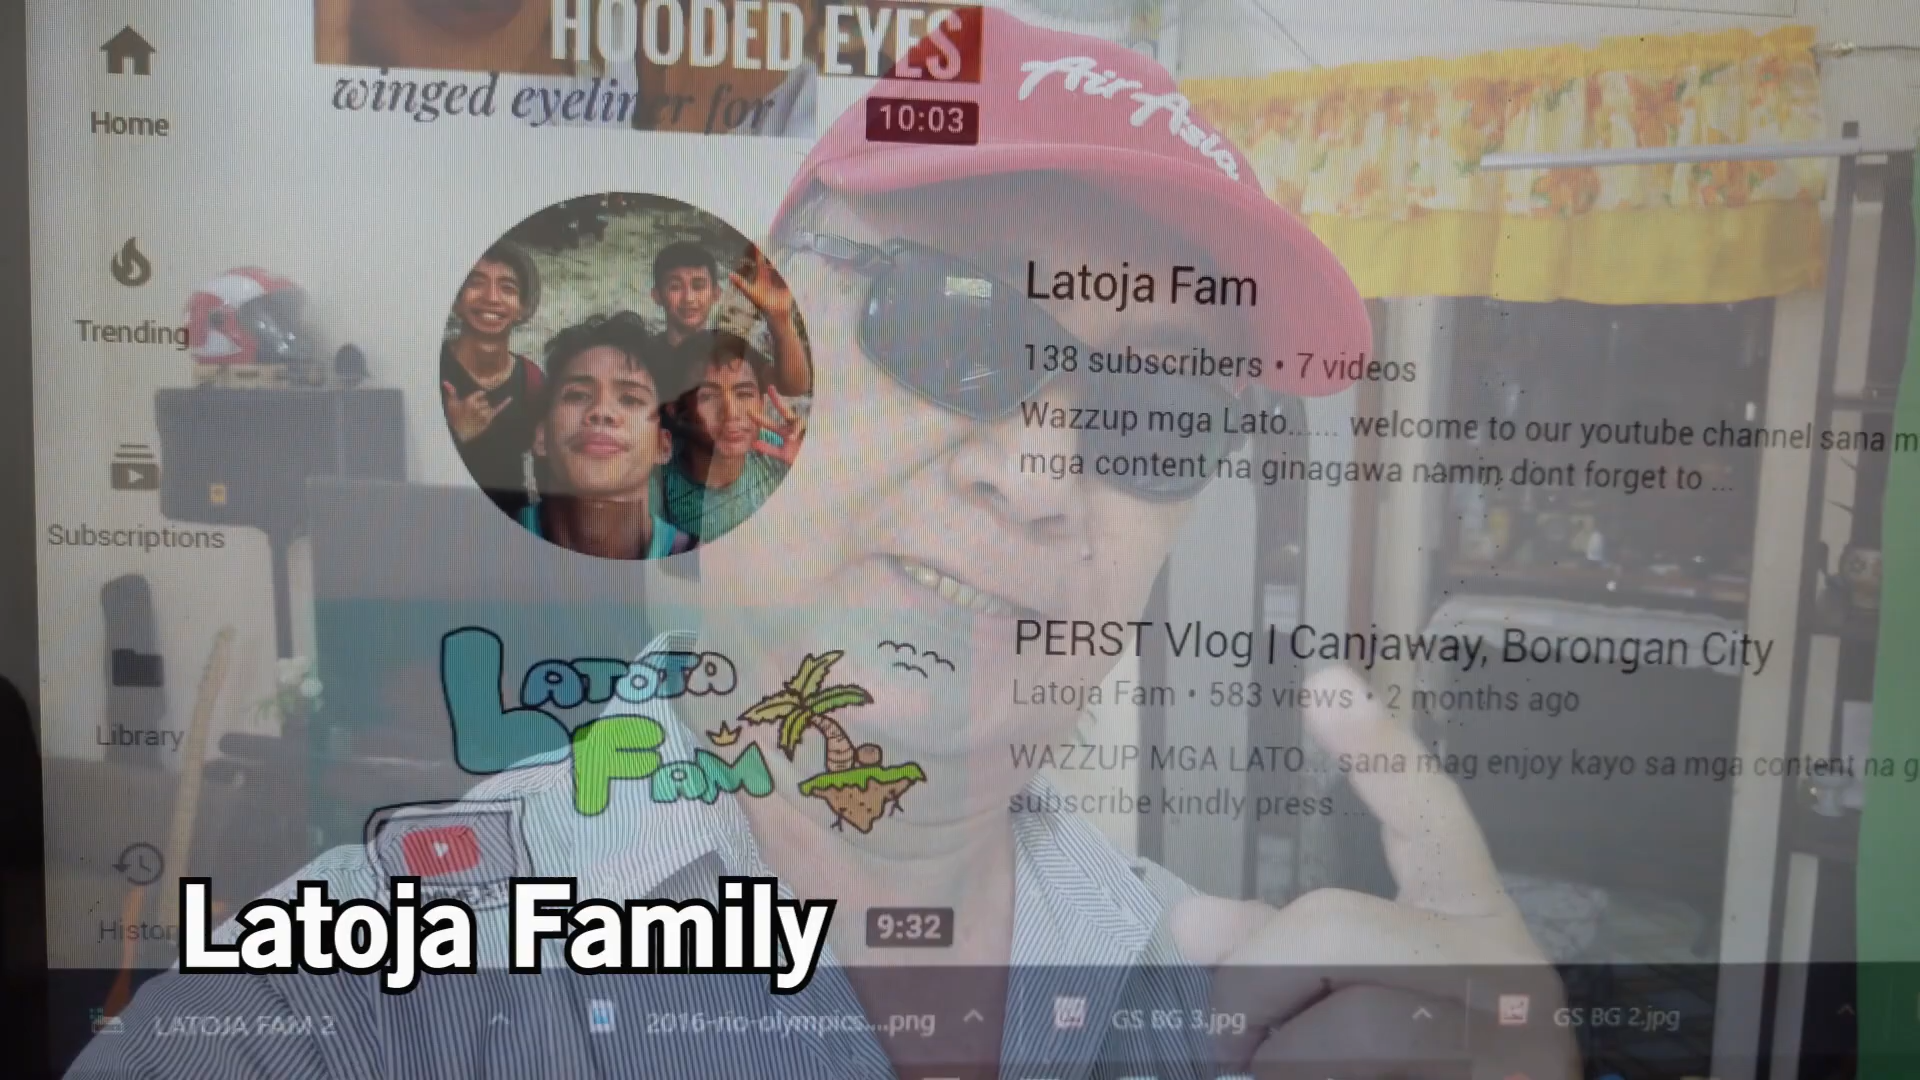 HOODED EYES
winged eyeliner for
10:03
AirAsia
Home
Trending
Subscriptions
Library
Latoja Fam
138 subscribers • 7 videos
Wazzup mga Lato...... welcome to our youtube channel sana m
mga content na ginagawa namin dont forget to ...
LATOJA
FAM
PERST Vlog | Canjaway, Borongan City
Latoja Fam • 583 views • 2 months ago
WAZZUP MGA LATO... sana mag enjoy kayo sa mga content na g
subscribe kindly press ...
Histor
Latoja Family
9:32
LATOJA FAM 2
2016-rio-olympics....png
GS BG 3.jpg
GS BG 2.jpg